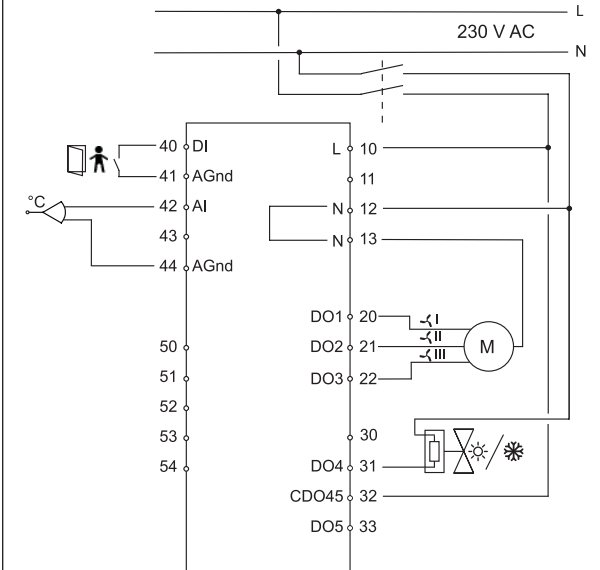 L
230 V AC
N
40 DI
L 10
41 AGnd
11
°C
42 AI
N 12
43
N 13
44 AGnd
DO1 20
I
50
DO2 21
II
M
III
51
DO3 22
52
53
30
54
DO4 31
CDO45 32
DO5 33